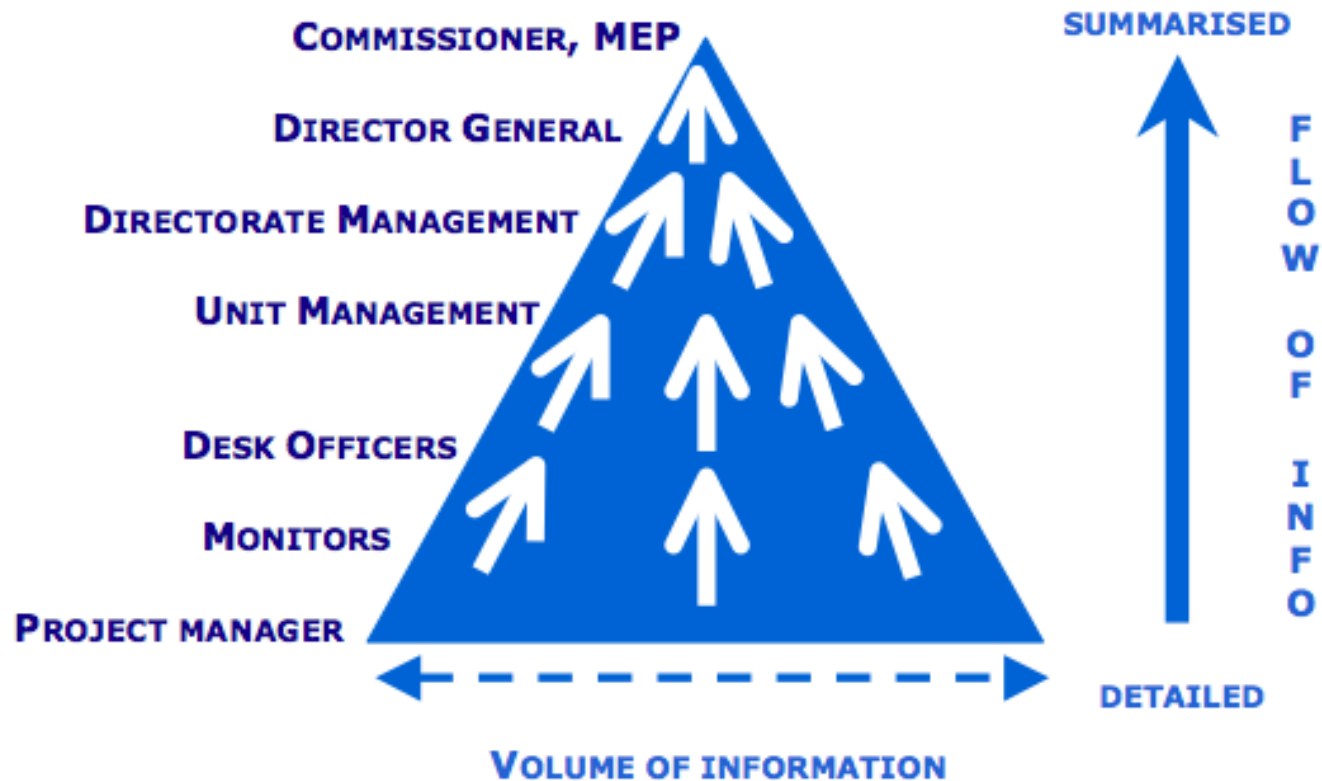 COMMISSIONER, MEP
SUMMARISED
DIRECTOR GENERAL
DIRECTORATE MANAGEMENT
UNIT MANAGEMENT
DESK OFFICERS
MONITORS
PROJECT MANAGER
FLOW OF INFO
DETAILED
VOLUME OF INFORMATION